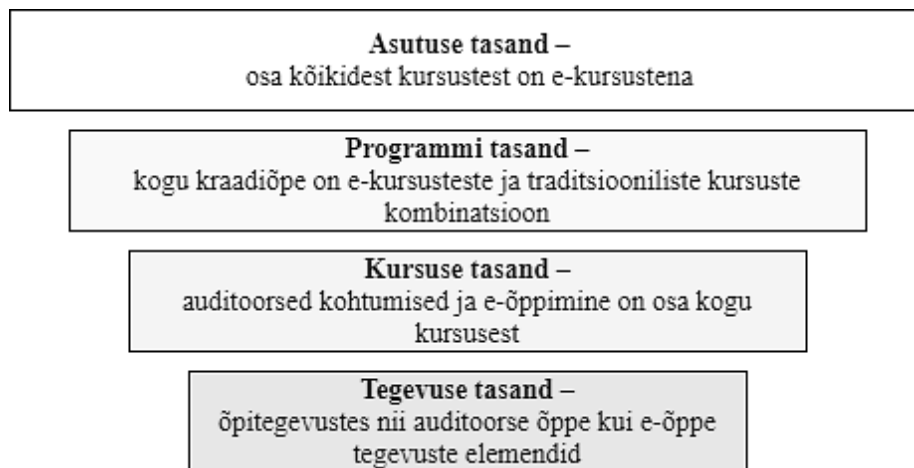 Asutuse tasand –
osa kõikidest kursustest on e-kursustena
Programmi tasand –
kogu kraadiõpe on e-kursusteste ja traditsiooniliste kursuste
kombinatsioon
Kursuse tasand –
auditoorsed kohtumised ja e-õppimine on osa kogu
kursusest
Tegevuse tasand –
õpitegevustes nii auditoorse õppe kui e-õppe
tegevuste elemendid